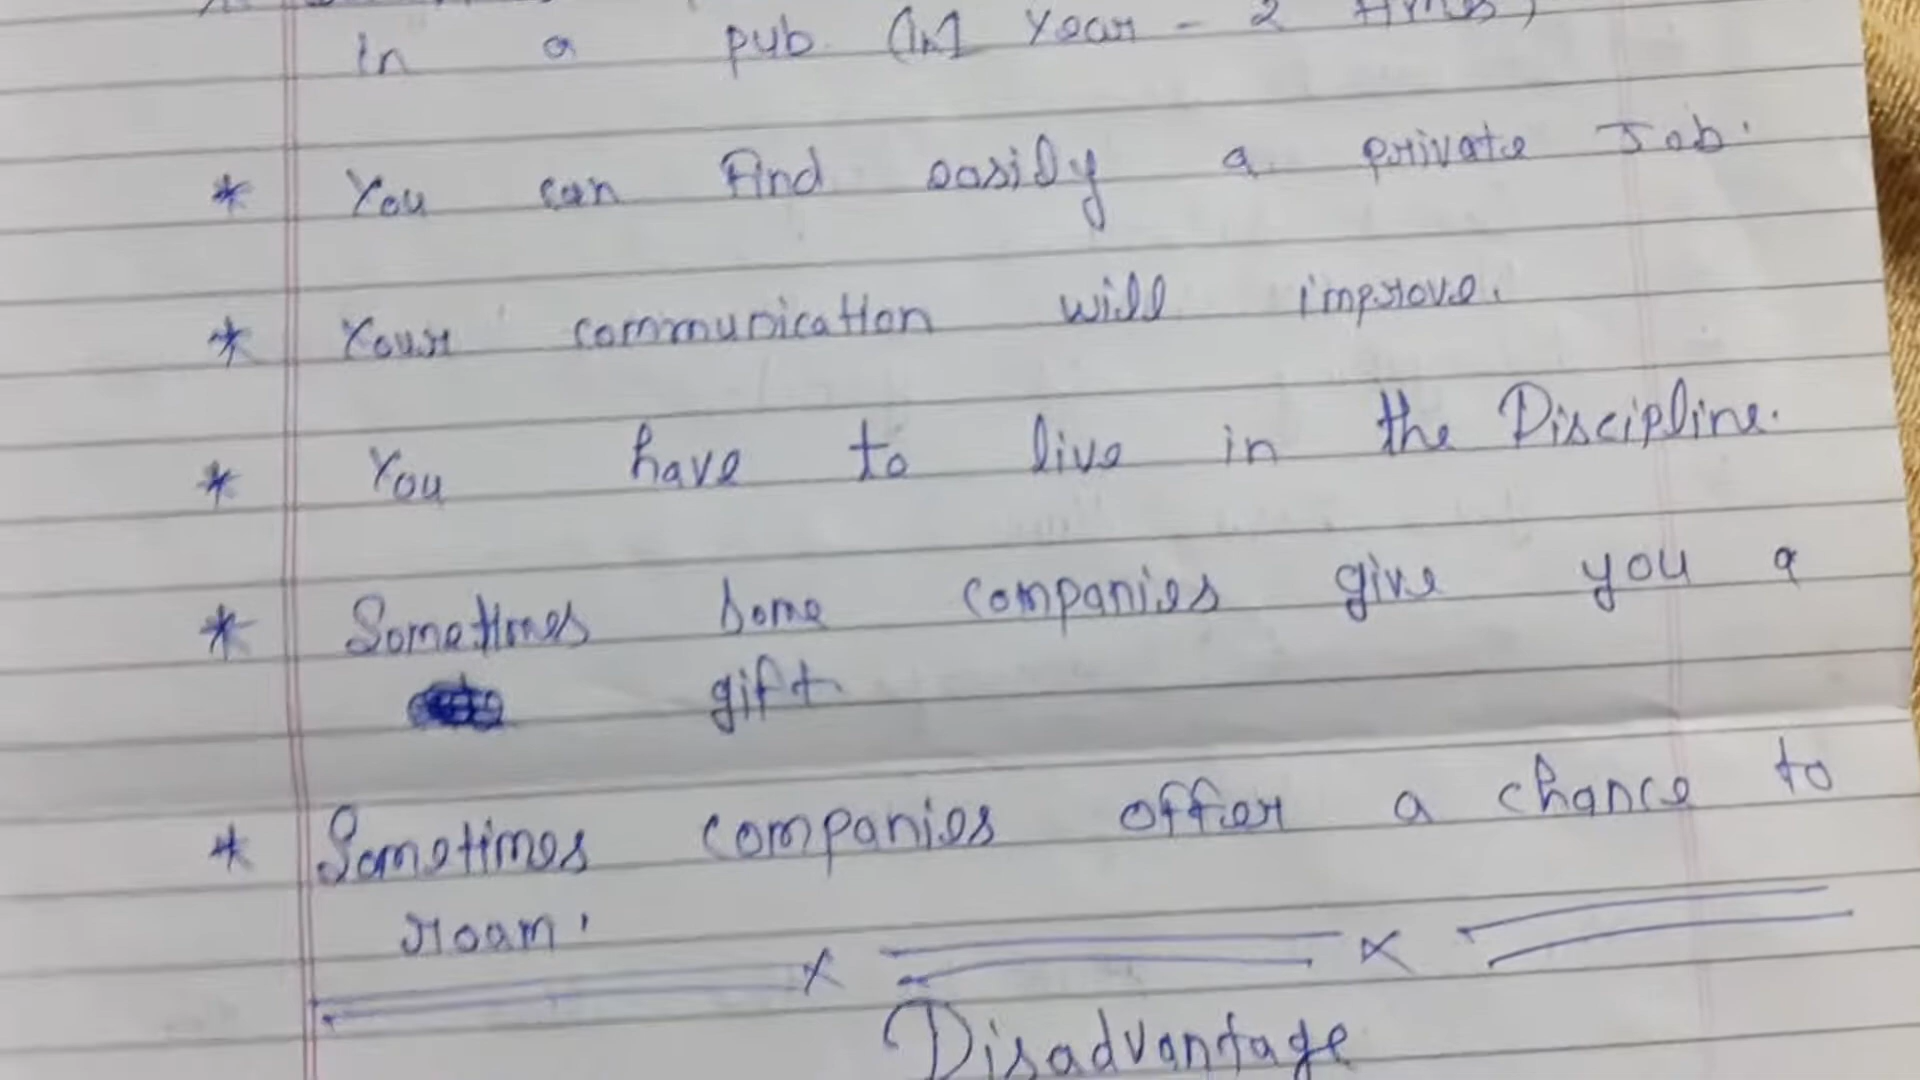 in a pub. (In 1 Year - 2 times)
* You can find easily a private Job.
* Your communication will improve.
* You have to live in the Discipline.
* Sometimes some companies give you a
gift
* Sometimes companies offer a chance to
roam.
Disadvantage